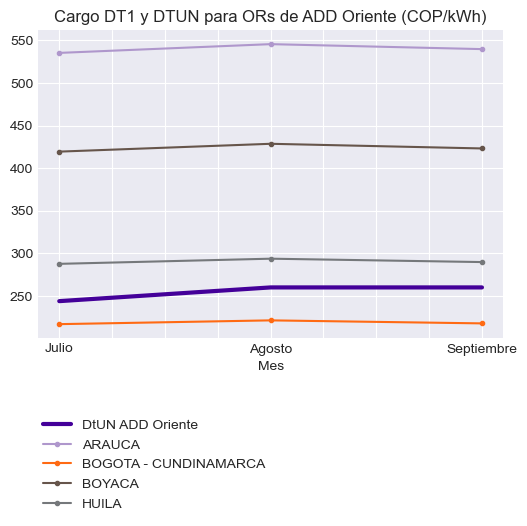 Cargo DT1 y DTUN para ORs de ADD Oriente (COP/kWh)
550
500
450
400
350
300
250
Julio Agosto Septiembre
Mes
DtUN ADD Oriente
ARAUCA
BOGOTA - CUNDINAMARCA
BOYACA
HUILA